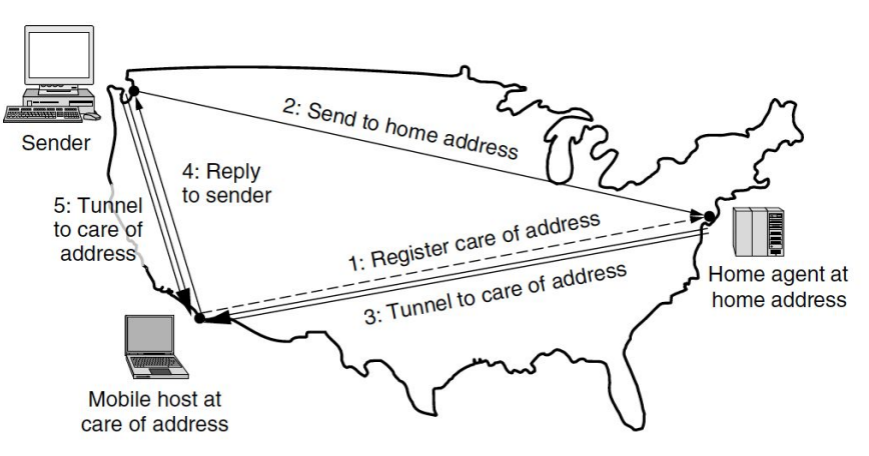 Sender
2: Send to home address
4: Reply
to sender
5: Tunnel
to care of
address
1: Register care of address
3: Tunnel to care of address
Home agent at
home address
Mobile host at
care of address